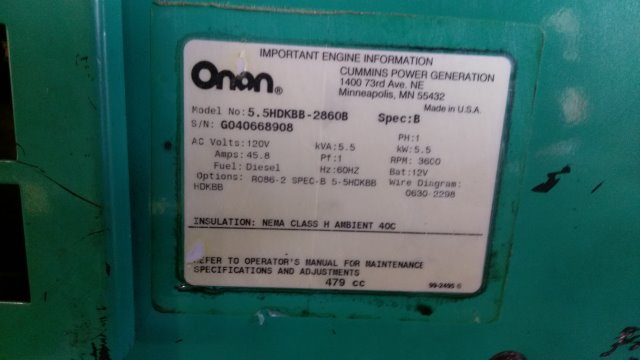 IMPORTANT ENGINE INFORMATION
Onan®
CUMMINS POWER GENERATION
1400 73rd Ave. NE
Minneapolis, MN 55432
Made in U.S.A.
Model No: 5.5HDKBB-2860B Spec: B
S/N: G040668908
AC Volts: 120V kVA: 5.5 PH: 1
Amps: 45.8 Pf: 1 kW: 5.5
Fuel: Diesel Hz: 60HZ RPM: 3600
Bat: 12V
Options: R086-2 SPEC-B 5-5HDKBB Wire Diagram:
HDKBB 0630-2298
INSULATION: NEMA CLASS H AMBIENT 40C
REFER TO OPERATOR'S MANUAL FOR MAINTENANCE
SPECIFICATIONS AND ADJUSTMENTS
479 cc 99-2495 6